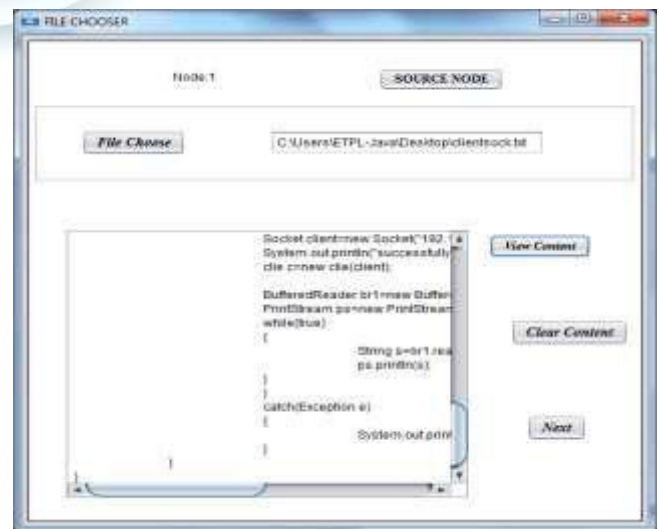 FILE CHOOSER
Node:1
SOURCE NODE
File Choose
C:\Users\ETPL-Java\Desktop\clientsock.txt
Socket client=new Socket("192.1
System.out.println("successfully
clie c=new clie(client);
BufferedReader br1=new Buffer
PrintStream ps=new PrintStream
while(true)
{
String s=br1.rea
ps.println(s);
}
}
catch(Exception e)
{
System.out.print
}
}
}
View Content
Clear Content
Next